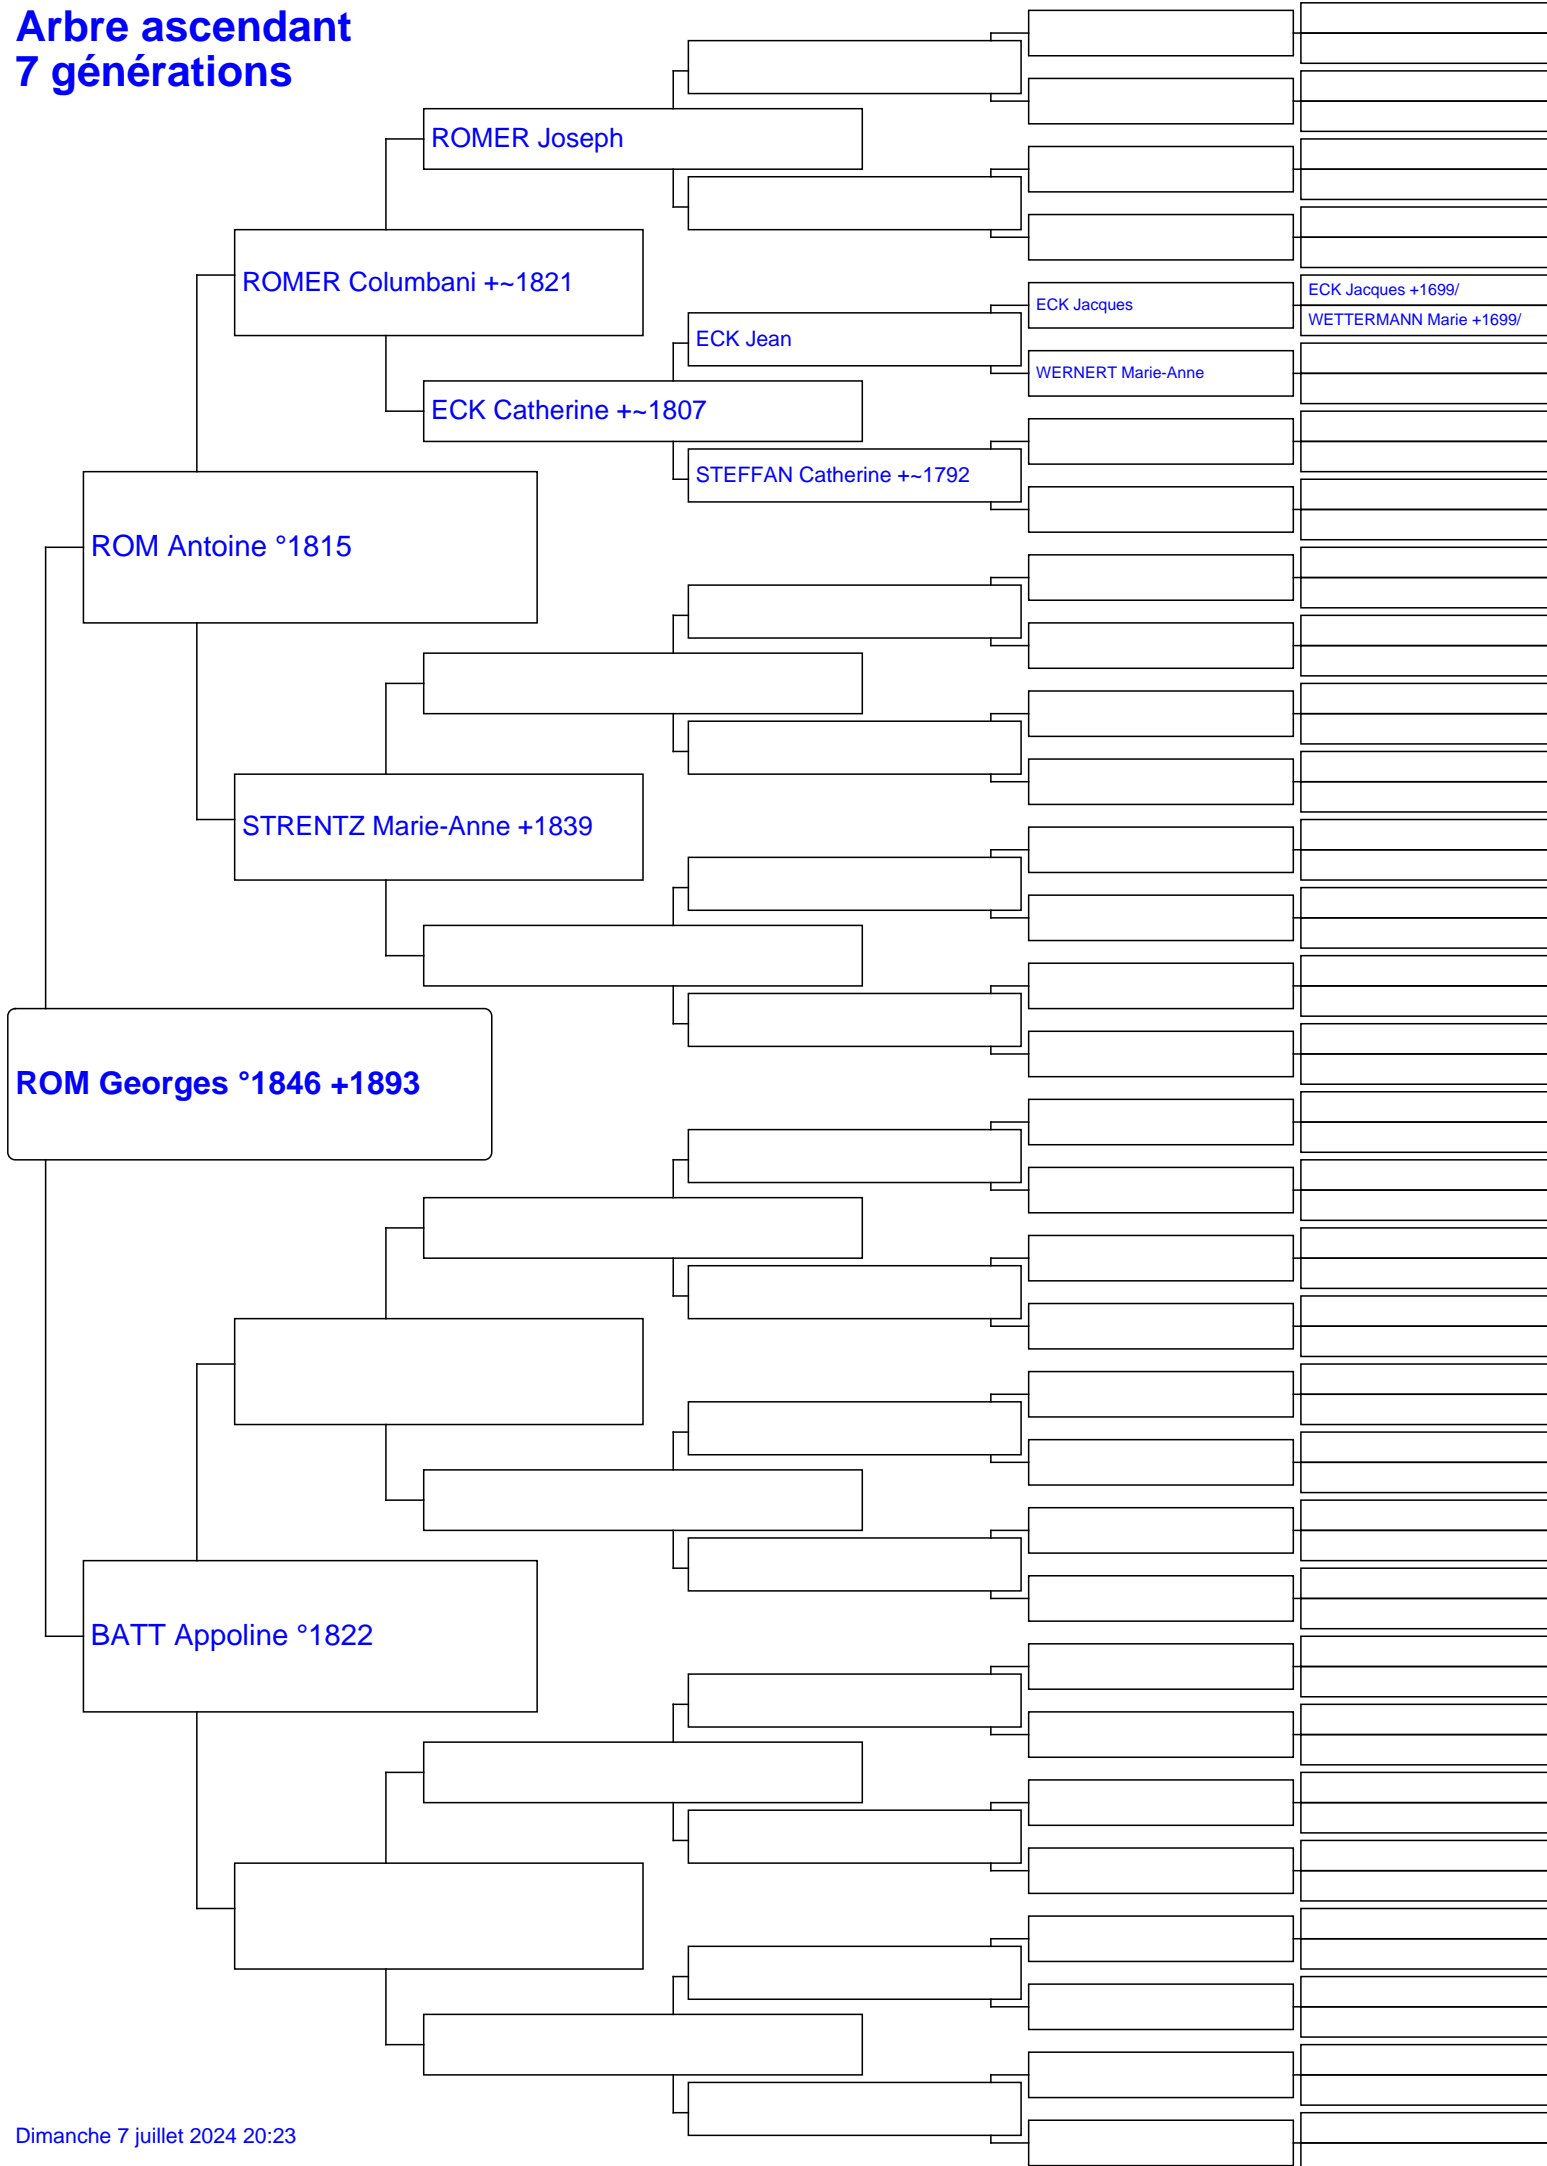 Arbre ascendant
7 générations
ROMER Joseph
ROMER Columbani +~1821
ECK Jacques +1699/
ECK Jacques
WETTERMANN Marie +1699/
ECK Jean
WERNERT Marie-Anne
ECK Catherine +~1807
STEFFAN Catherine +~1792
ROM Antoine °1815
STRENTZ Marie-Anne +1839
ROM Georges °1846 +1893
BATT Appoline °1822
Dimanche 7 juillet 2024 20:23